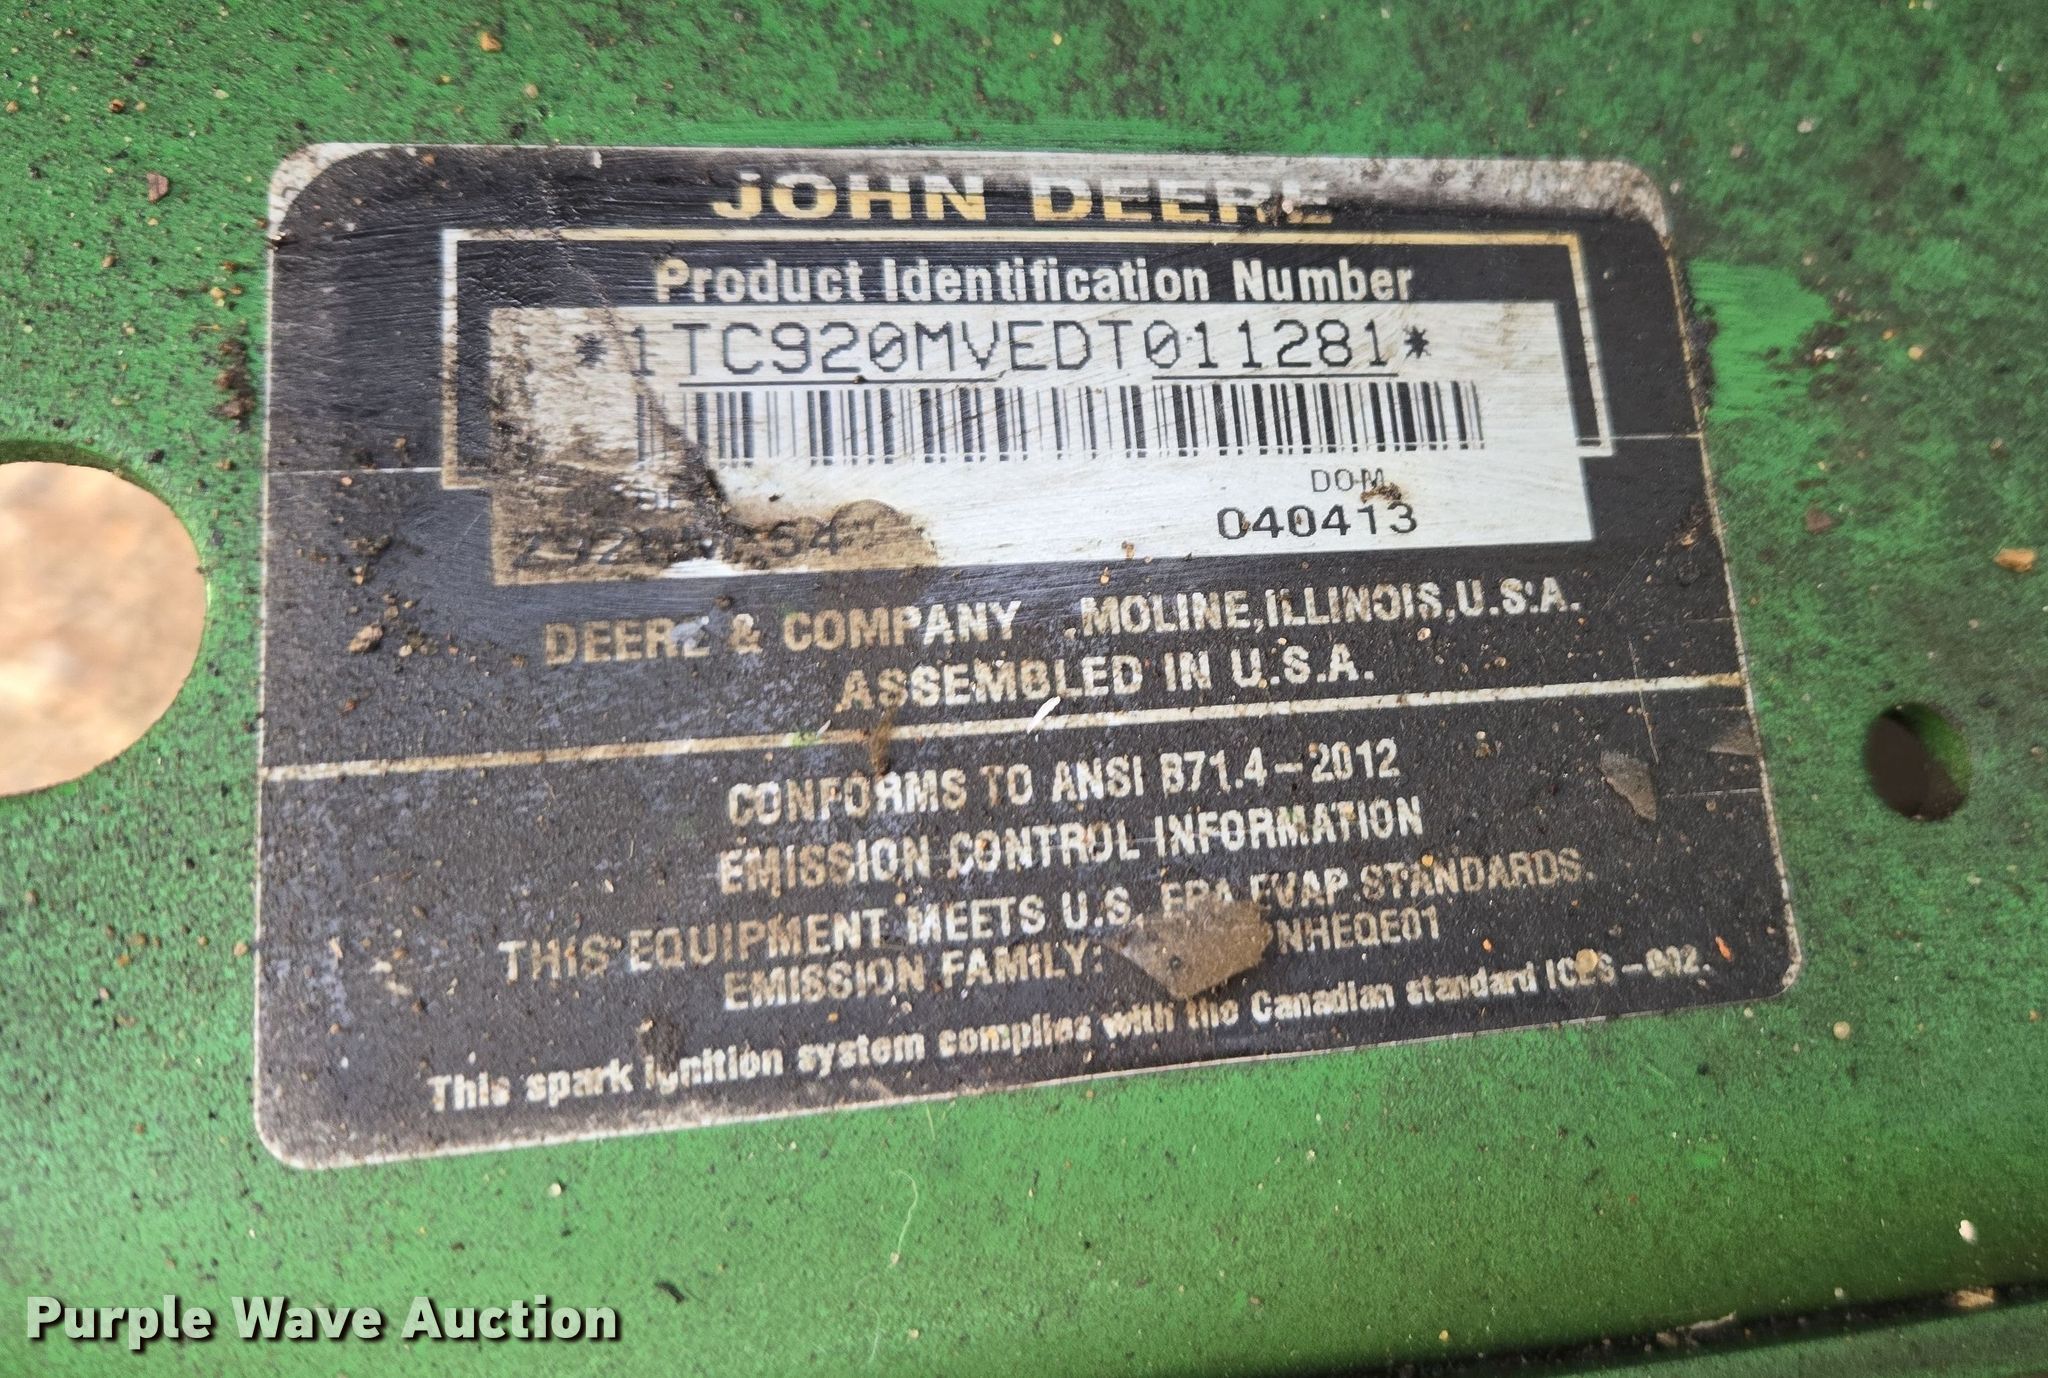 JOHN DEERE
Product Identification Number
*1TC920MVEDT011281*
DOM
040413
DEERE & COMPANY MOLINE, ILLINOIS, U.S.A.
ASSEMBLED IN U.S.A.
CONFORMS TO ANSI B71.4-2012
EMISSION CONTROL INFORMATION
THIS EQUIPMENT MEETS U.S. EPA EVAP STANDARDS.
EMISSION FAMILY: NHEQE01
This spark ignition system complies with the Canadian standard ICES-002.
Purple Wave Auction